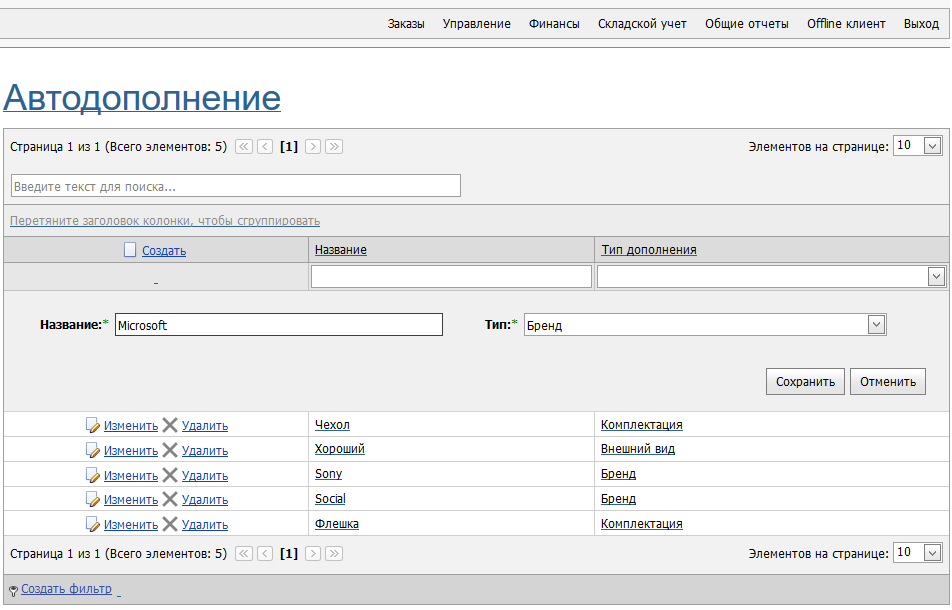 Заказы Управление Финансы Складской учет Общие отчеты Offline клиент Выход
Автодополнение
Страница 1 из 1 (Всего элементов: 5) [1] Элементов на странице: 10
Введите текст для поиска...
Перетяните заголовок колонки, чтобы сгруппировать
Создать Название Тип дополнения
Название:* Microsoft Тип:* Бренд
Сохранить Отменить
Изменить Удалить Чехол Комплектация
Изменить Удалить Хороший Внешний вид
Изменить Удалить Sony Бренд
Изменить Удалить Social Бренд
Изменить Удалить Флешка Комплектация
Страница 1 из 1 (Всего элементов: 5) [1] Элементов на странице: 10
Создать фильтр